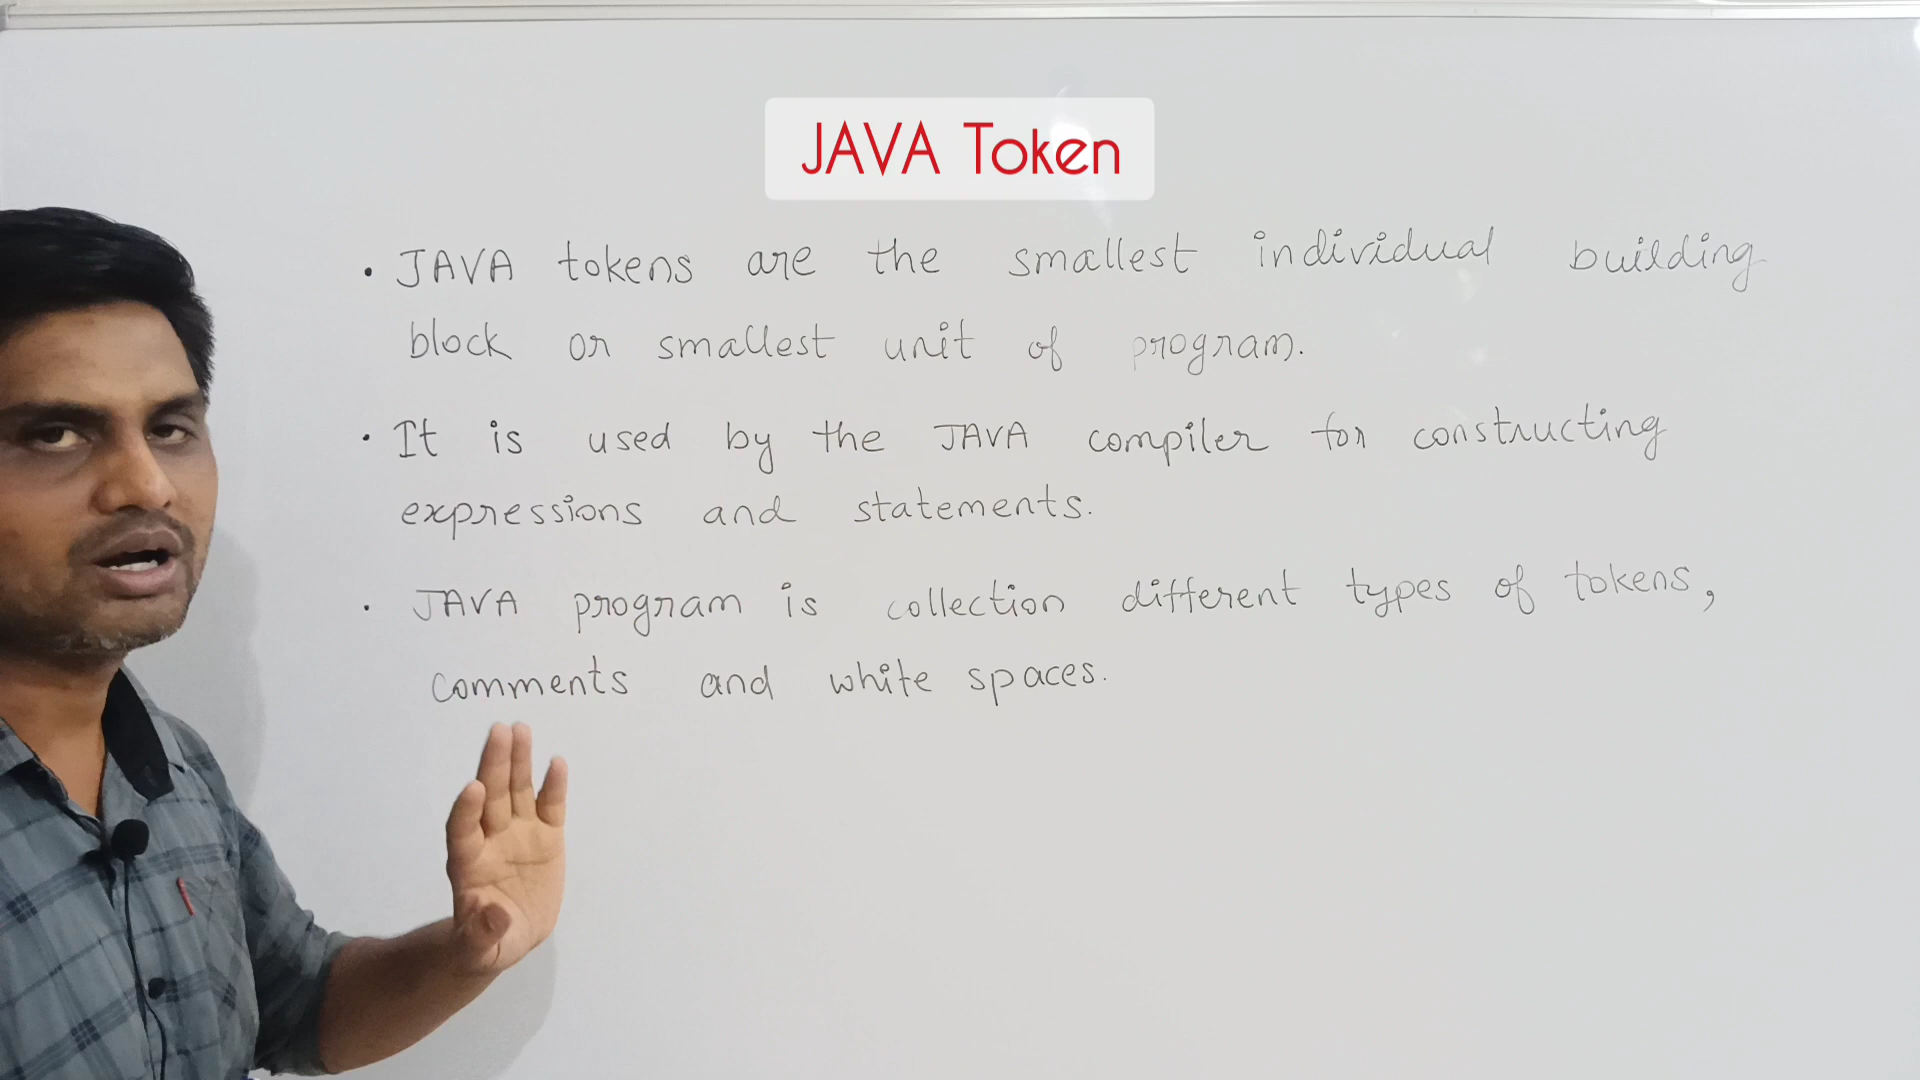 JAVA Token
• JAVA tokens are the smallest individual building
block or smallest unit of program.
• It is used by the JAVA compiler for constructing
expressions and statements.
• JAVA program is collection different types of tokens,
comments and white spaces.